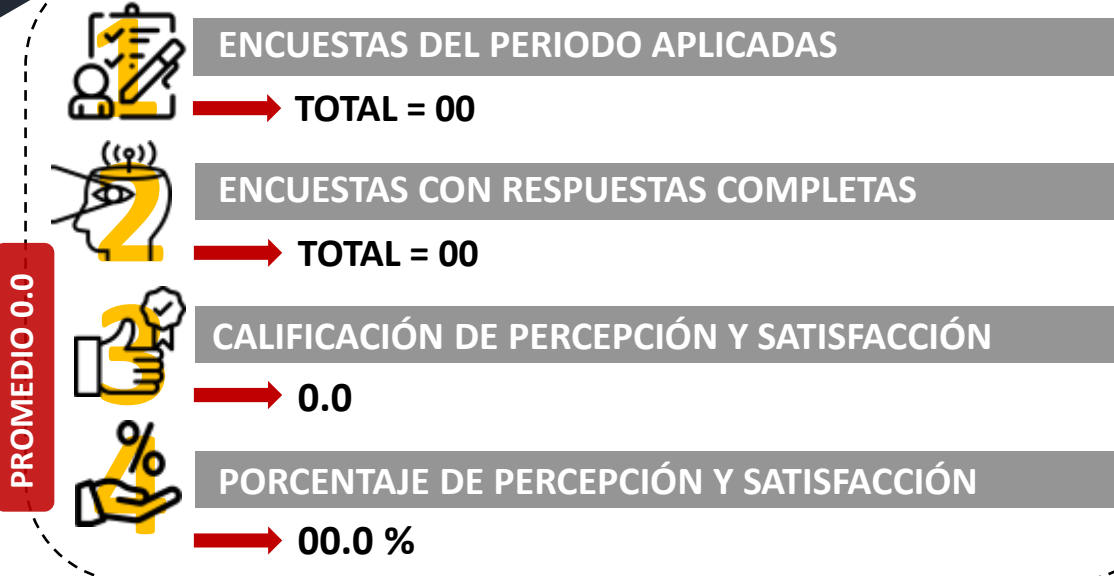 1
ENCUESTAS DEL PERIODO APLICADAS
TOTAL = 00
2
ENCUESTAS CON RESPUESTAS COMPLETAS
TOTAL = 00
3
CALIFICACIÓN DE PERCEPCIÓN Y SATISFACCIÓN
0.0
4
%
PORCENTAJE DE PERCEPCIÓN Y SATISFACCIÓN
00.0 %
PROMEDIO 0.0